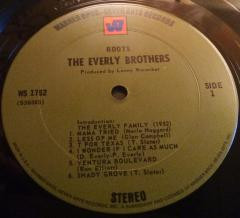 WARNER BROS. - SEVEN ARTS RECORDS
W7
ROOTS
THE EVERLY BROTHERS
Produced by Lenny Waronker
WS 1752
(S39680)
SIDE
1
Introduction:
THE EVERLY FAMILY (1952)
1. MAMA TRIED (Merle Haggard)
2. LESS OF ME (Glen Campbell)
3. T FOR TEXAS (T. Slater)
4. I WONDER IF I CARE AS MUCH
(D. Everly-P. Everly)
5. VENTURA BOULEVARD
(Ron Elliott)
6. SHADY GROVE (T. Slater)
STEREO